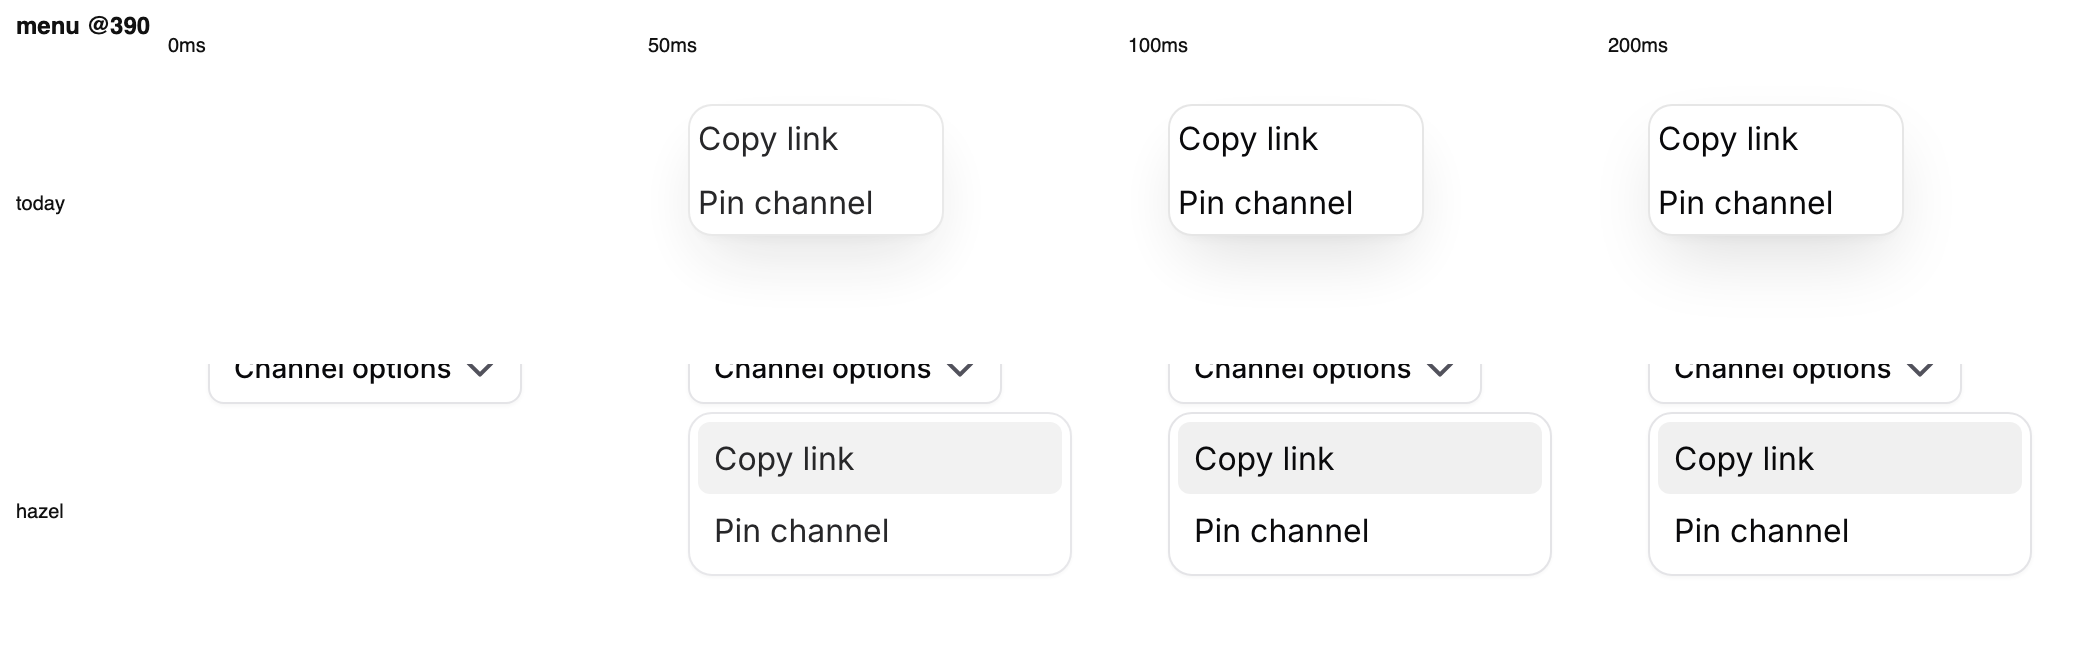 menu @390
0ms 50ms 100ms 200ms
Copy link Copy link Copy link
today Pin channel Pin channel Pin channel
Channel options Channel options Channel options Channel options
Copy link Copy link Copy link
hazel
Pin channel Pin channel Pin channel